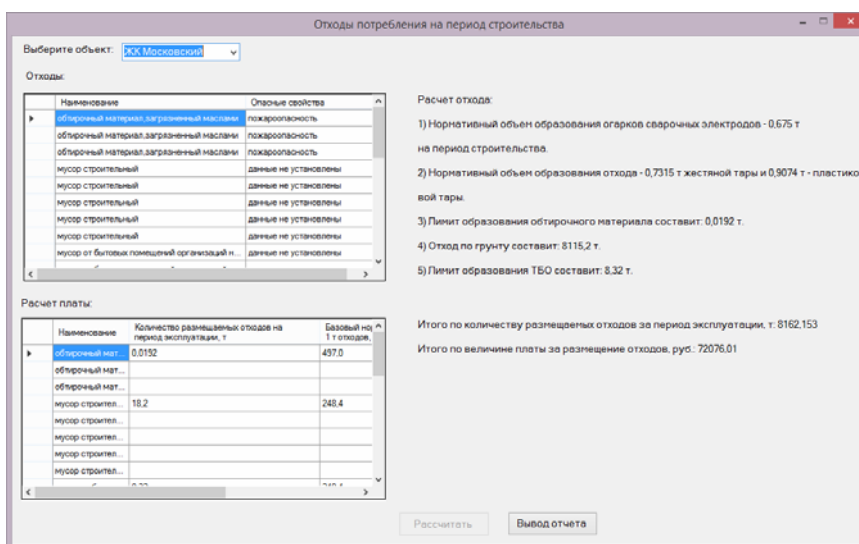 Отходы потребления на период строительства
Выберите объект: ЖК Московский
Отходы:
Наименование Опасные свойства
обтирочный материал,загрязненный маслами пожароопасность
обтирочный материал,загрязненный маслами пожароопасность
обтирочный материал,загрязненный маслами пожароопасность
мусор строительный данные не установлены
мусор строительный данные не установлены
мусор строительный данные не установлены
мусор строительный данные не установлены
мусор строительный данные не установлены
мусор от бытовых помещений организаций н... данные не установлены
Расчет отхода:
1) Нормативный объем образования огарков сварочных электродов - 0,675 т
на период строительства.
2) Нормативный объем образования отхода - 0,7315 т жестяной тары и 0,9074 т - пластико
вой тары.
3) Лимит образования обтирочного материала составит: 0,0192 т.
4) Отход по грунту составит: 8115,2 т.
5) Лимит образования ТБО составит: 8,32 т.
Расчет платы:
Наименование Количество размещаемых отходов на период эксплуатации, т Базовый но 1 т отходов,
обтирочный мат... 0,0192 497,0
обтирочный мат...
обтирочный мат...
мусор строител... 18,2 248,4
мусор строител...
мусор строител...
мусор строител...
мусор строител...
Итого по количеству размещаемых отходов за период эксплуатации, т: 8162,153
Итого по величине платы за размещение отходов, руб.: 72076,01
Рассчитать Вывод отчета